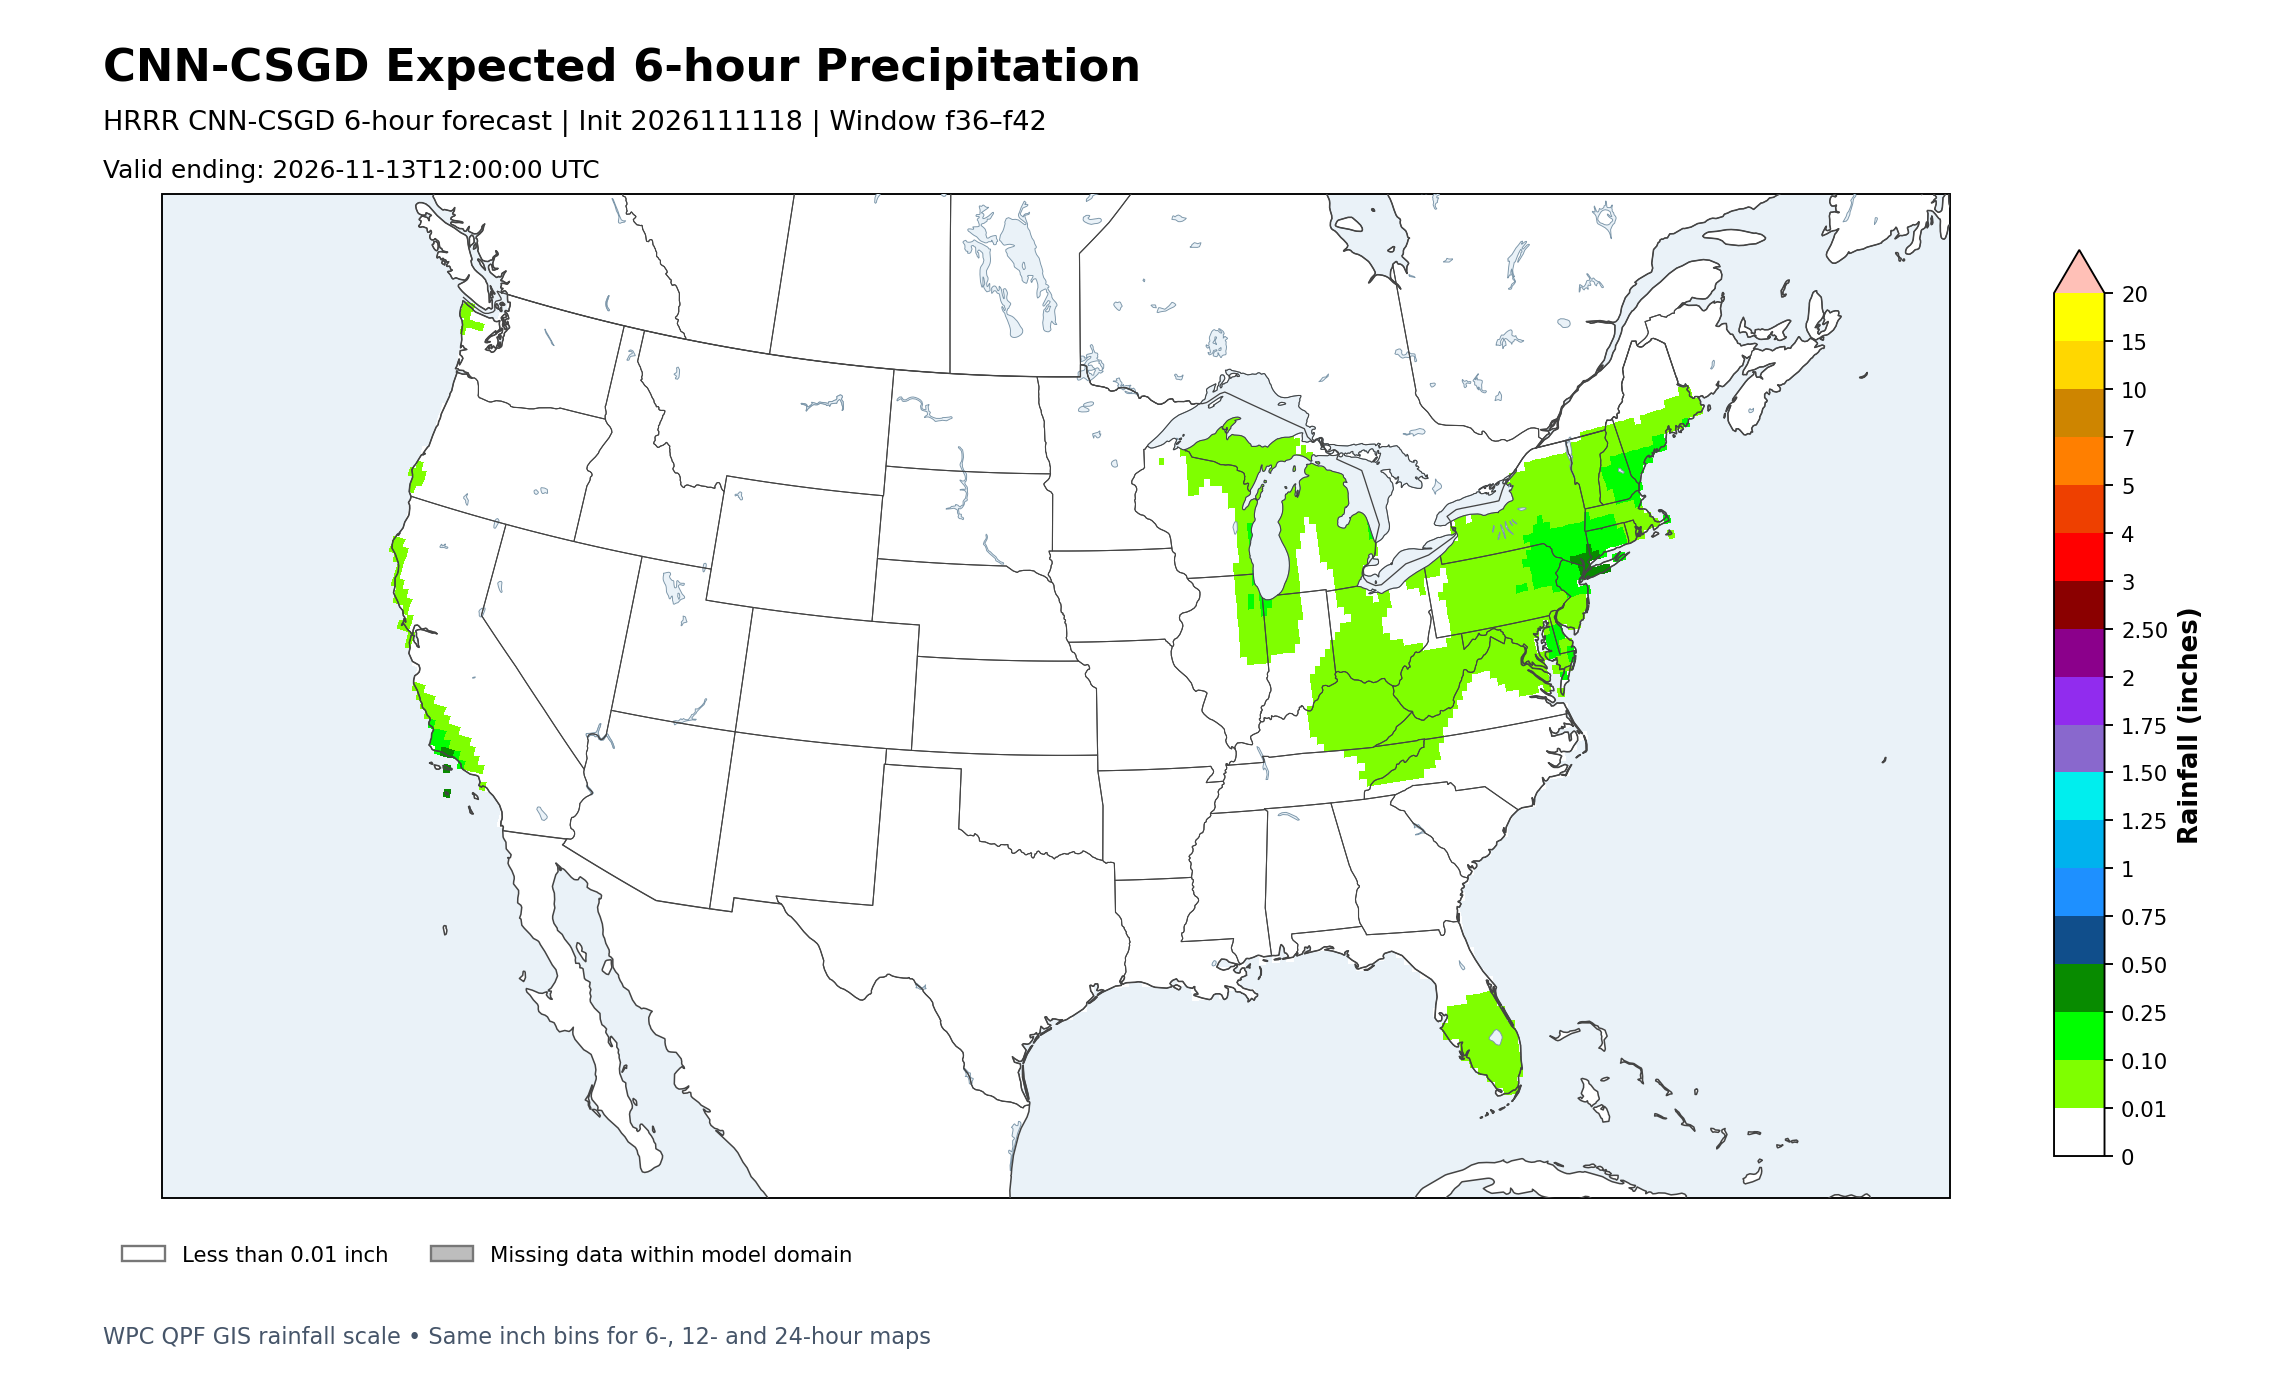 CNN-CSGD Expected 6-hour Precipitation
HRRR CNN-CSGD 6-hour forecast | Init 2026111118 | Window f36–f42
Valid ending: 2026-11-13T12:00:00 UTC
20
15
10
7
5
4
3
2.50
2
1.75
1.50
1.25
1
0.75
0.50
0.25
0.10
0.01
0
Rainfall (inches)
Less than 0.01 inch
Missing data within model domain
WPC QPF GIS rainfall scale • Same inch bins for 6-, 12- and 24-hour maps